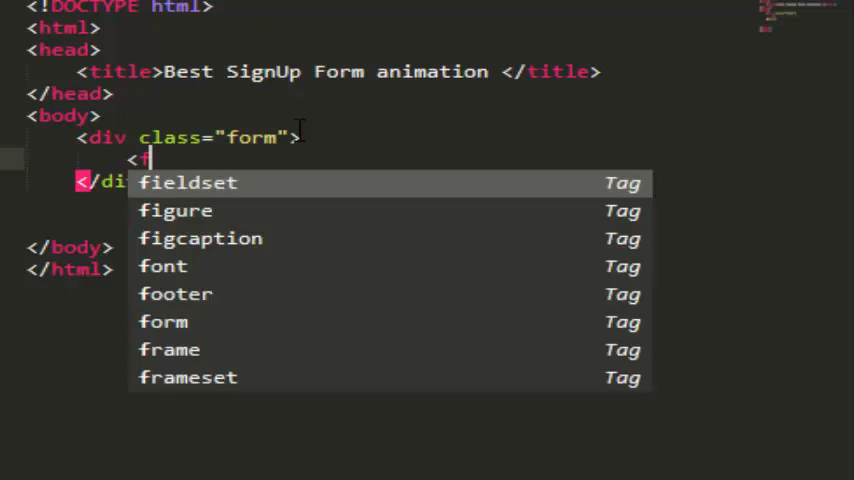 <!DOCTYPE html>
<html>
<head>
<title>Best SignUp Form animation </title>
</head>
<body>
<div class="form">
<f
</di
fieldset Tag
figure Tag
figcaption Tag
font Tag
footer Tag
form Tag
frame Tag
frameset Tag
</body>
</html>